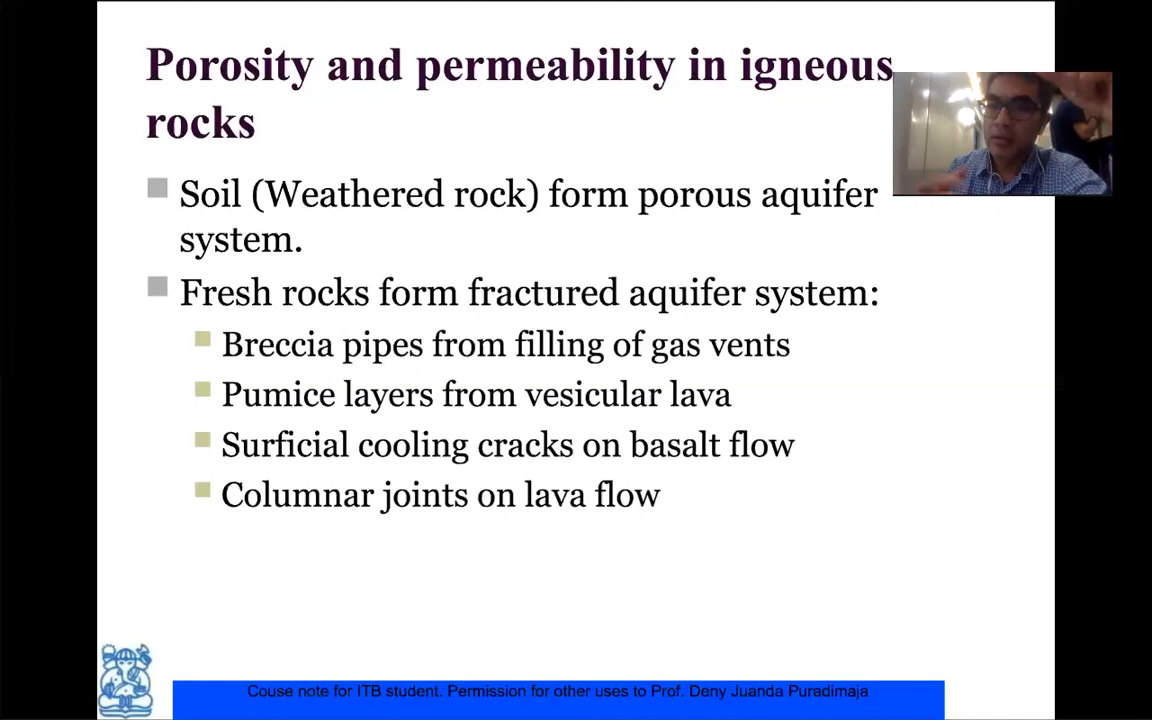 Porosity and permeability in igneous
rocks
Soil (Weathered rock) form porous aquifer
system.
Fresh rocks form fractured aquifer system:
Breccia pipes from filling of gas vents
Pumice layers from vesicular lava
Surficial cooling cracks on basalt flow
Columnar joints on lava flow
Couse note for ITB student. Permission for other uses to Prof. Deny Juanda Puradimaja